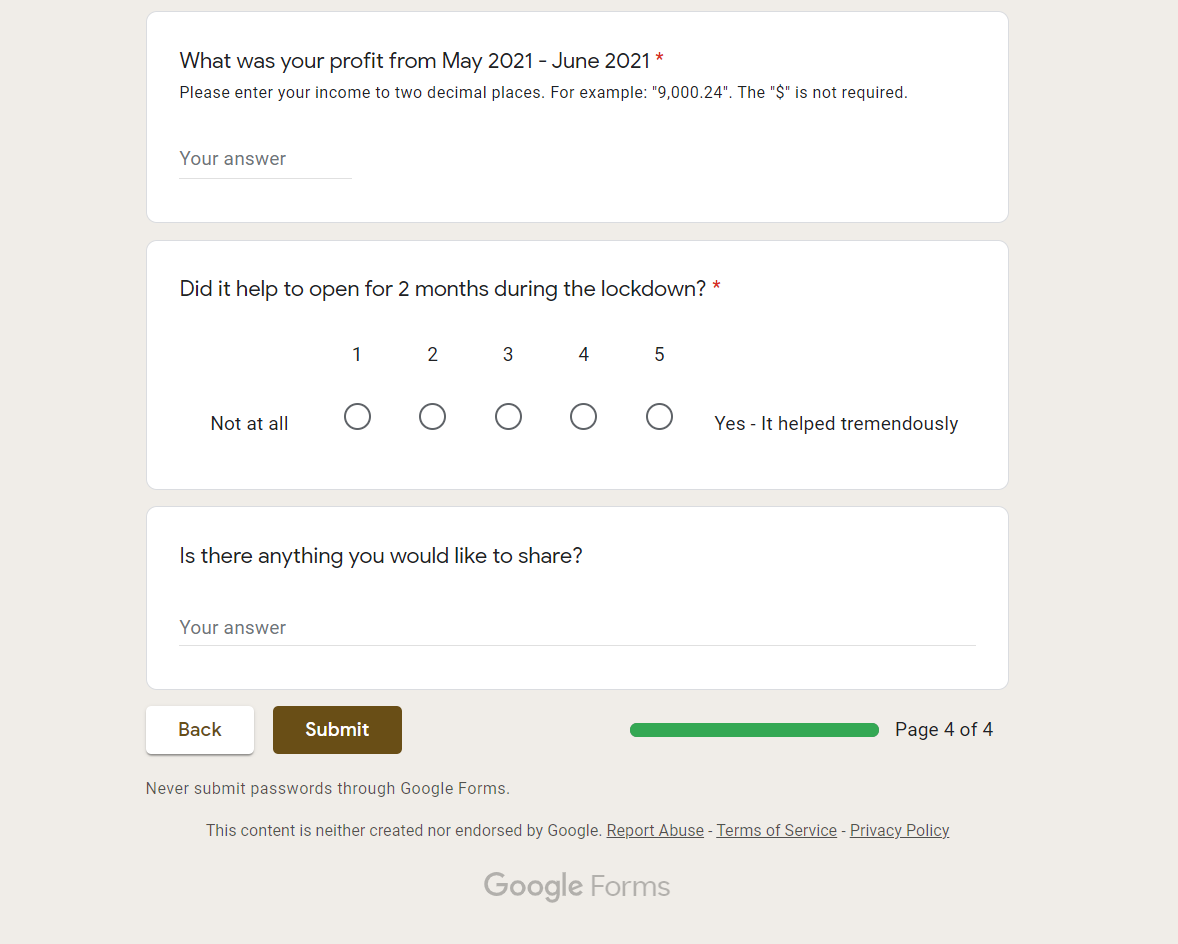 What was your profit from May 2021 - June 2021 *
Please enter your income to two decimal places. For example: "9,000.24". The "$" is not required.
Your answer
Did it help to open for 2 months during the lockdown? *
1 2 3 4 5
Not at all Yes - It helped tremendously
Is there anything you would like to share?
Your answer
Back Submit Page 4 of 4
Never submit passwords through Google Forms.
This content is neither created nor endorsed by Google. Report Abuse - Terms of Service - Privacy Policy
Google Forms